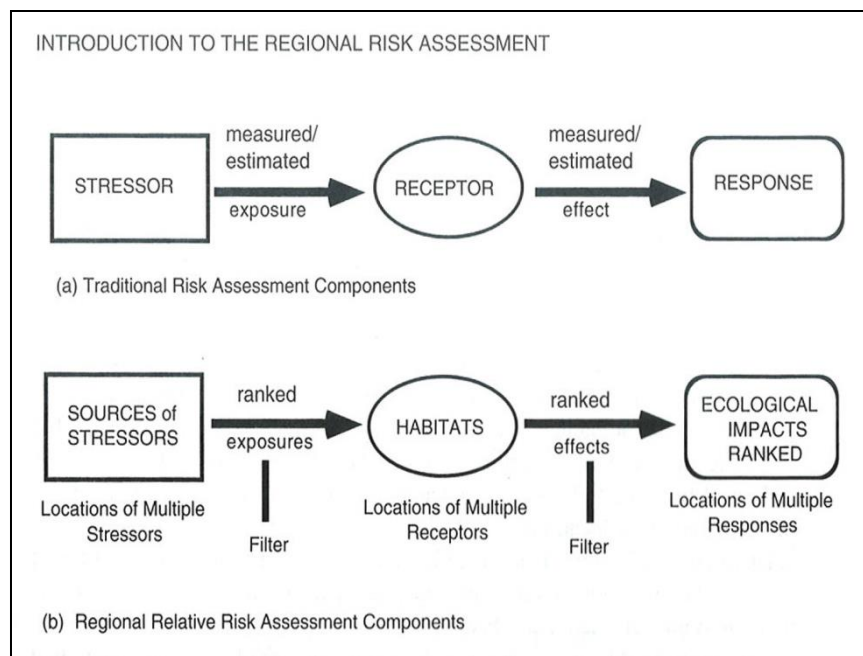 INTRODUCTION TO THE REGIONAL RISK ASSESSMENT
STRESSOR
measured/
estimated
exposure
RECEPTOR
measured/
estimated
effect
RESPONSE
(a) Traditional Risk Assessment Components
SOURCES of
STRESSORS
ranked
exposures
HABITATS
ranked
effects
ECOLOGICAL
IMPACTS
RANKED
Locations of Multiple
Stressors
Filter
Locations of Multiple
Receptors
Filter
Locations of Multiple
Responses
(b) Regional Relative Risk Assessment Components